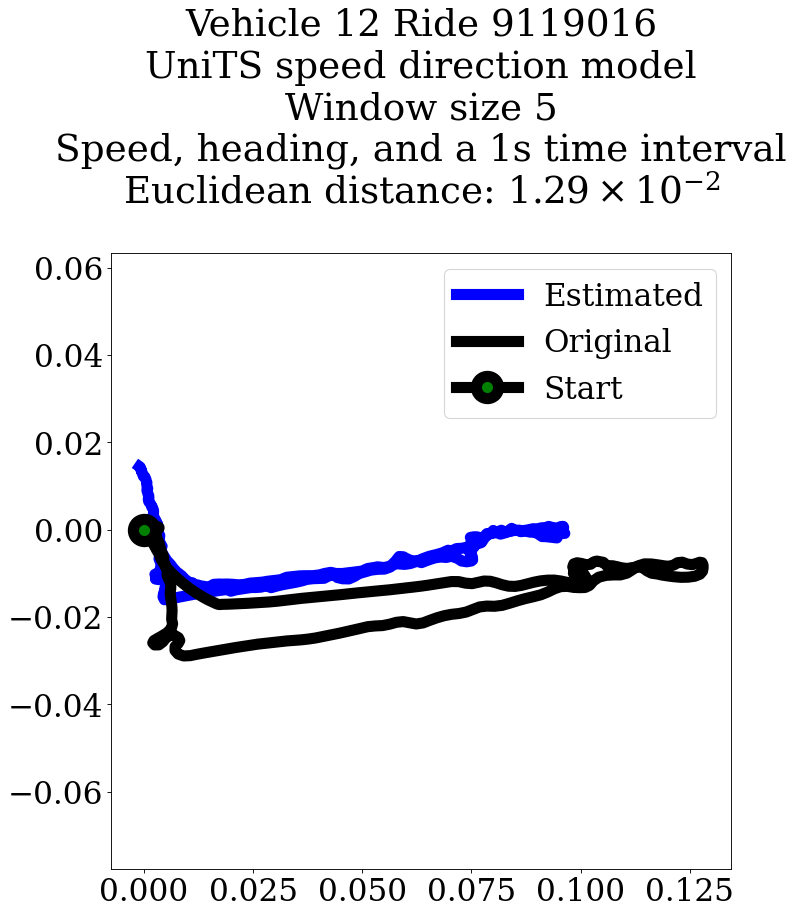 Vehicle 12 Ride 9119016
UniTS speed direction model
Window size 5
Speed, heading, and a 1s time interval
Euclidean distance: 1.29 × 10⁻²
Estimated
Original
Start
0.06
0.04
0.02
0.00
−0.02
−0.04
−0.06
0.000 0.025 0.050 0.075 0.100 0.125